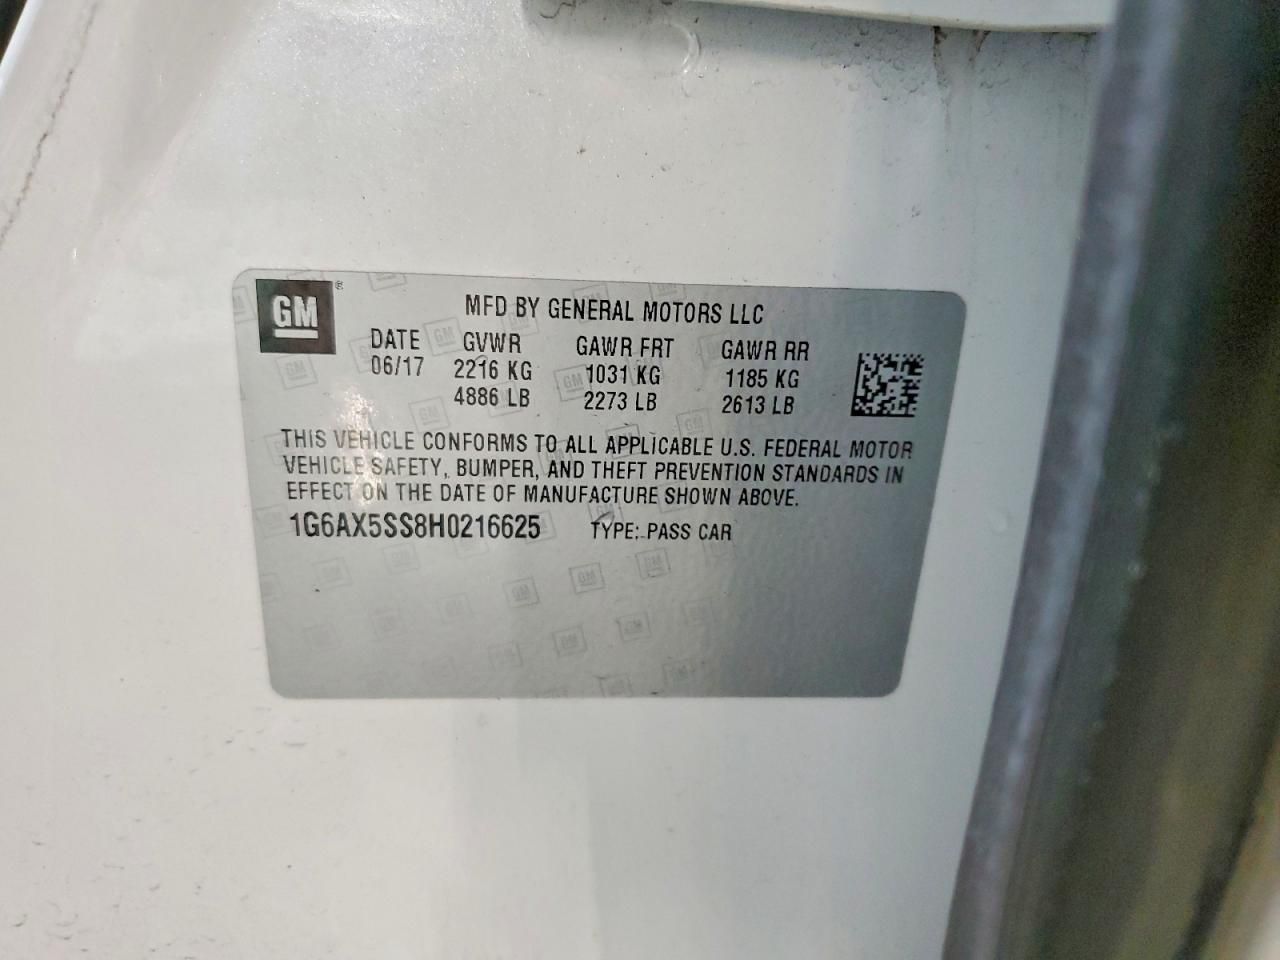 GM ®
MFD BY GENERAL MOTORS LLC
DATE GVWR GAWR FRT GAWR RR
06/17 2216 KG 1031 KG 1185 KG
4886 LB 2273 LB 2613 LB
THIS VEHICLE CONFORMS TO ALL APPLICABLE U.S. FEDERAL MOTOR
VEHICLE SAFETY, BUMPER, AND THEFT PREVENTION STANDARDS IN
EFFECT ON THE DATE OF MANUFACTURE SHOWN ABOVE.
1G6AX5SS8H0216625 TYPE: PASS CAR